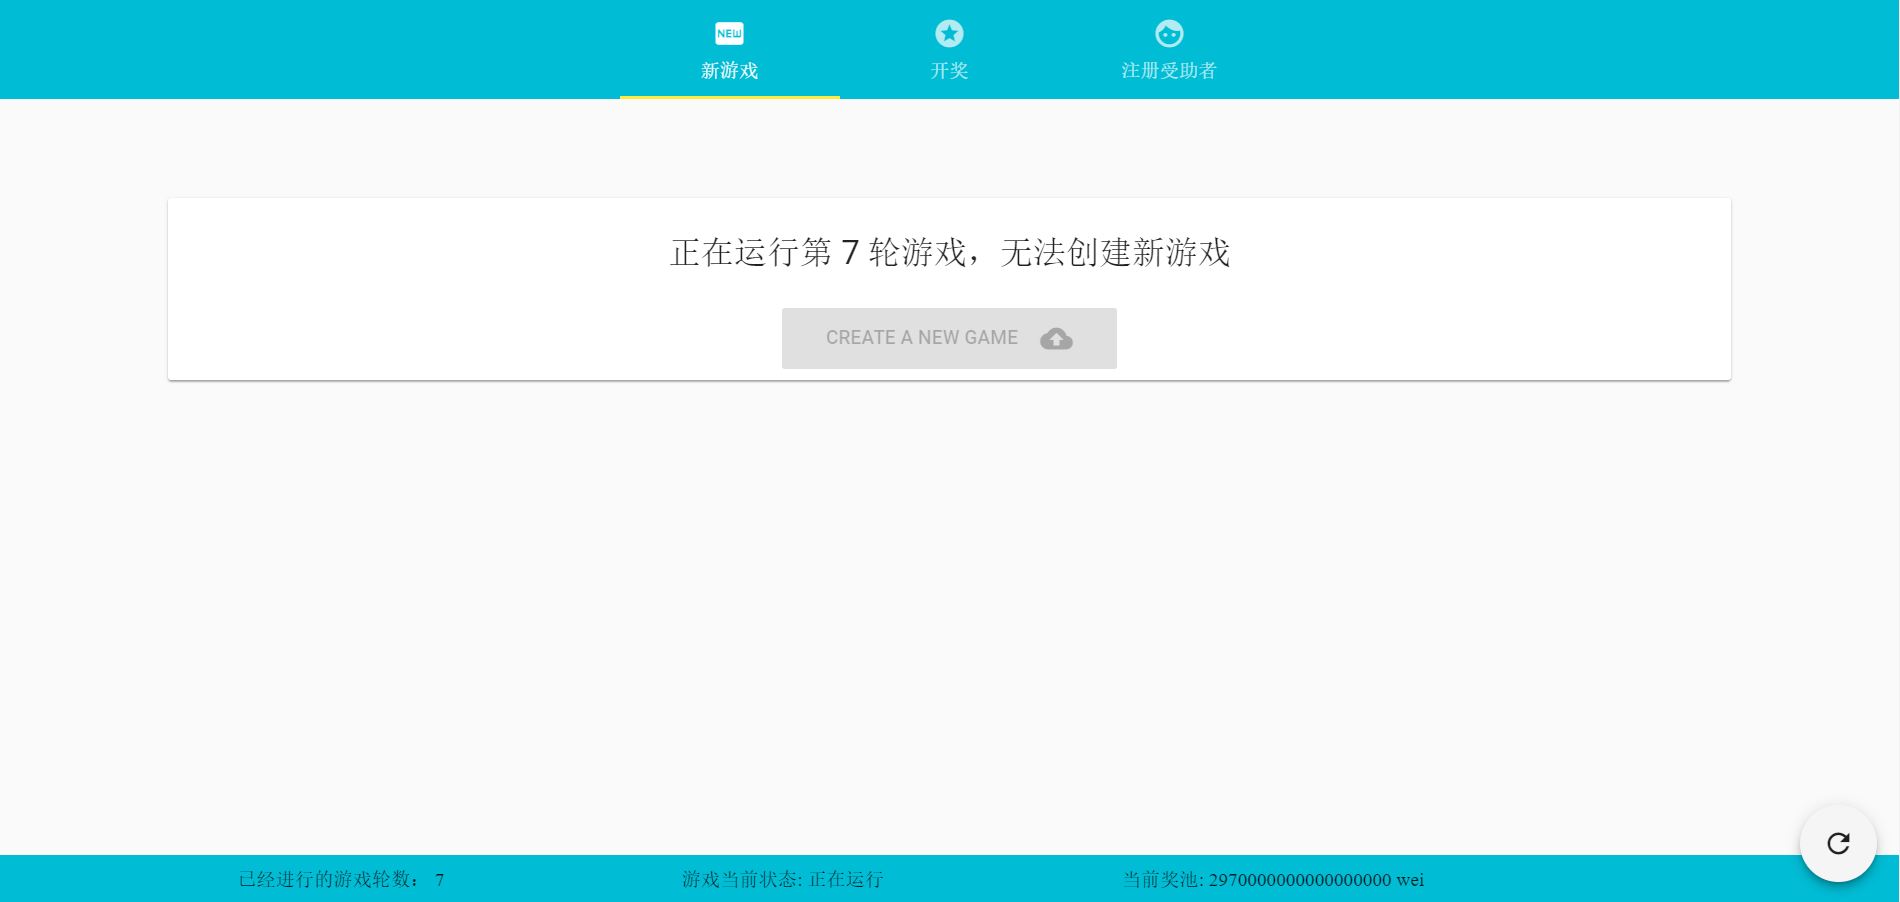 NEW
新游戏
开奖
注册受助者
正在运行第 7 轮游戏，无法创建新游戏
CREATE A NEW GAME
已经进行的游戏轮数： 7
游戏当前状态: 正在运行
当前奖池: 2970000000000000000 wei